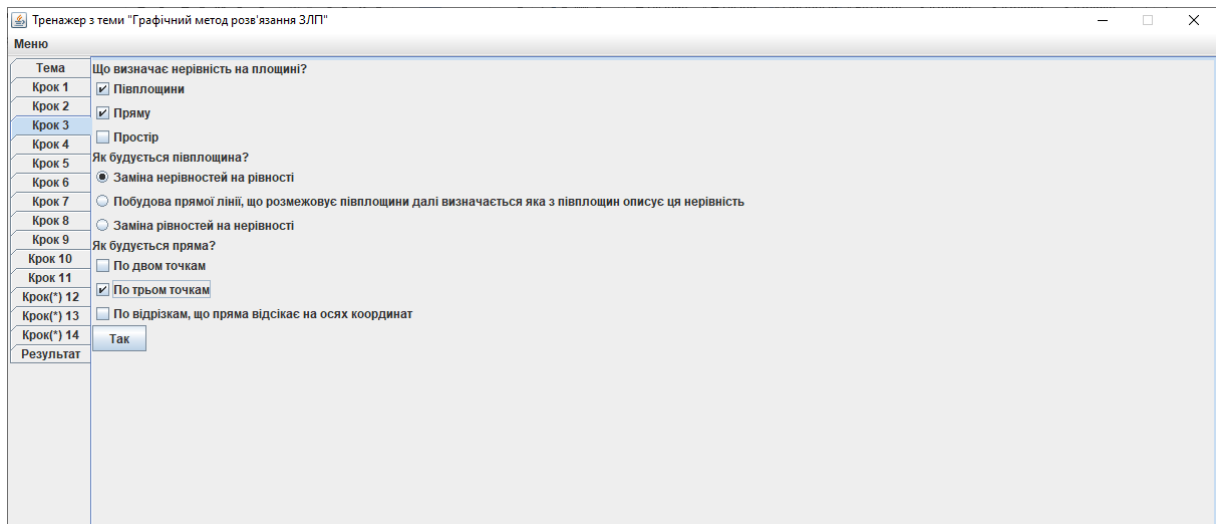 Тренажер з теми "Графічний метод розв'язання ЗЛП"
Меню
Тема
Крок 1
Крок 2
Крок 3
Крок 4
Крок 5
Крок 6
Крок 7
Крок 8
Крок 9
Крок 10
Крок 11
Крок(*) 12
Крок(*) 13
Крок(*) 14
Результат
Що визначає нерівність на площині?
Півплощини
Пряму
Простір
Як будується півплощина?
Заміна нерівностей на рівності
Побудова прямої лінії, що розмежовує півплощини далі визначається яка з півплощин описує ця нерівність
Заміна рівностей на нерівності
Як будується пряма?
По двом точкам
По трьом точкам
По відрізкам, що пряма відсікає на осях координат
Так